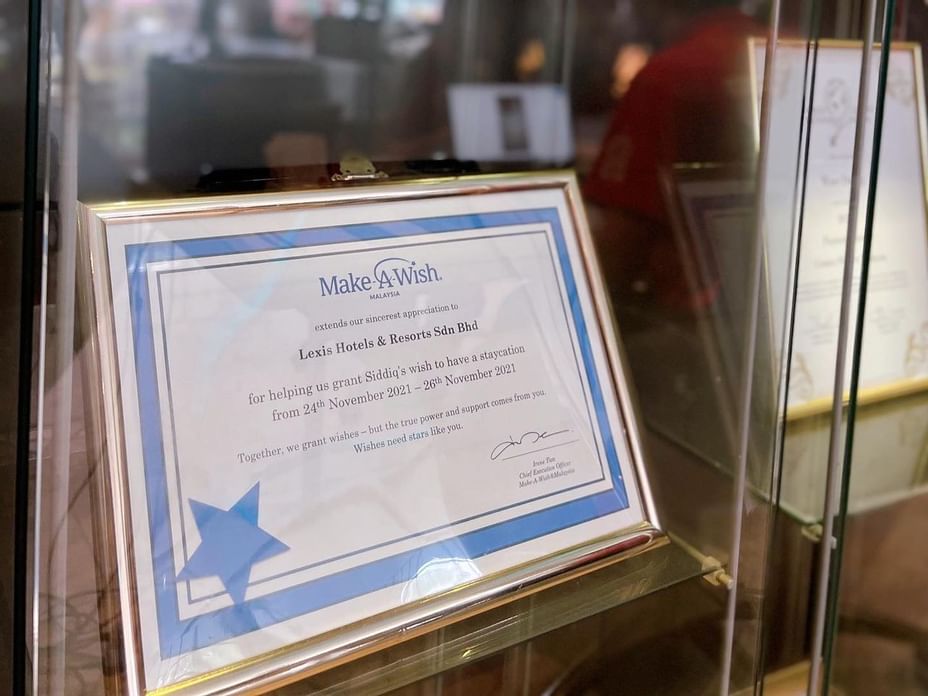 Make-A-Wish.
MALAYSIA
extends our sincerest appreciation to
Lexis Hotels & Resorts Sdn Bhd
for helping us grant Siddiq's wish to have a staycation
from 24th November 2021 – 26th November 2021
Together, we grant wishes – but the true power and support comes from you.
Wishes need stars like you.
Irene Tan
Chief Executive Officer
Make-A-Wish®Malaysia